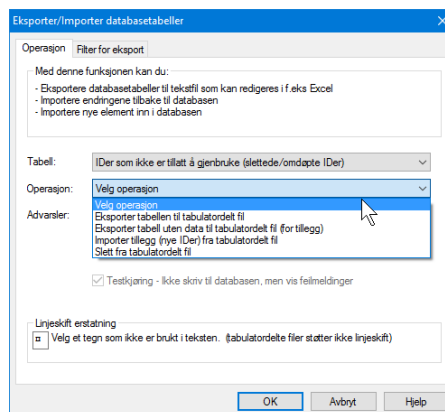 Eksporter/Importer databasetabeller
Operasjon
Filter for eksport
Med denne funksjonen kan du:
- Eksportere databasetabeller til tekstfil som kan redigeres i f.eks Excel
- Importere endringene tilbake til databasen
- Importere nye element inn i databasen
Tabell:
IDer som ikke er tillatt å gjenbruke (slettede/omdøpte IDer)
Operasjon:
Velg operasjon
Velg operasjon
Advarsler:
Eksporter tabellen til tabulatordelt fil
Eksporter tabell uten data til tabulatordelt fil (for tillegg)
Importer tillegg (nye IDer) fra tabulatordelt fil
Slett fra tabulatordelt fil
Testkjøring - Ikke skriv til databasen, men vis feilmeldinger
Linjeskift erstatning
¤ Velg et tegn som ikke er brukt i teksten. (tabulatordelte filer støtter ikke linjeskift)
OK
Avbryt
Hjelp